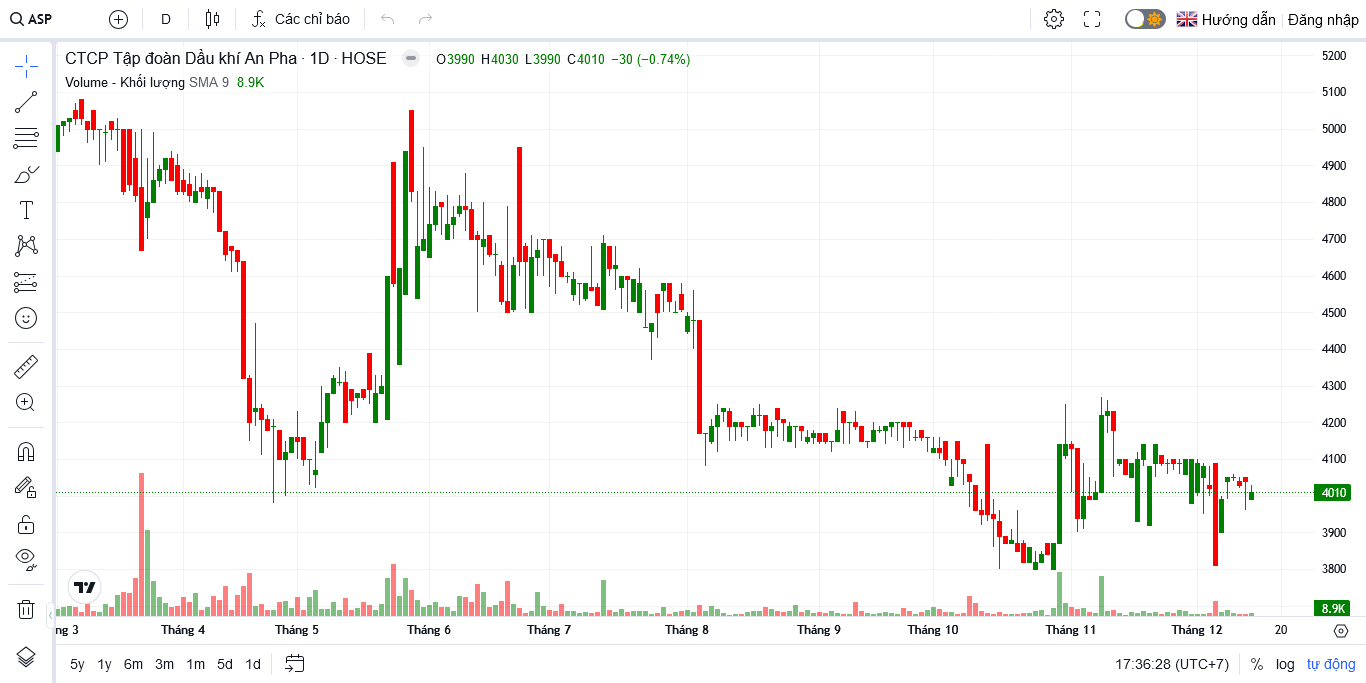 ASP D Các chỉ báo Hướng dẫn Đăng nhập
CTCP Tập đoàn Dầu khí An Pha · 1D · HOSE O3990 H4030 L3990 C4010 −30 (−0.74%)
Volume - Khối lượng SMA 9 8.9K
5200
5100
5000
4900
4800
4700
4600
4500
4400
4300
4200
4100
4010
3900
3800
8.9K
ng 3 Tháng 4 Tháng 5 Tháng 6 Tháng 7 Tháng 8 Tháng 9 Tháng 10 Tháng 11 Tháng 12 20
5y 1y 6m 3m 1m 5d 1d 17:36:28 (UTC+7) % log tự động